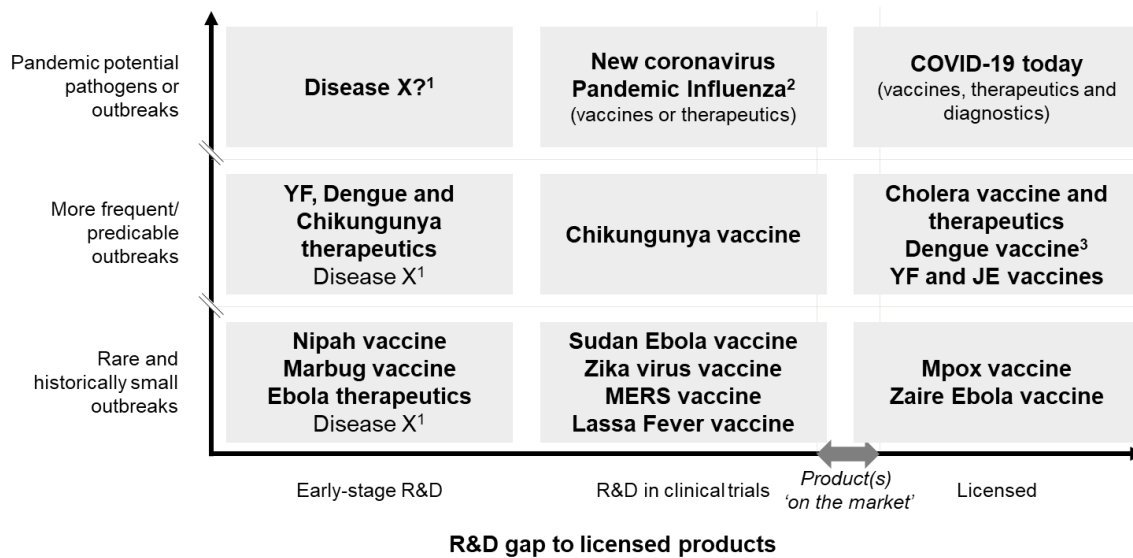 Pandemic potential
pathogens or
outbreaks
Disease X?¹
New coronavirus
Pandemic Influenza²
(vaccines or therapeutics)
COVID-19 today
(vaccines, therapeutics and
diagnostics)
More frequent/
predicable
outbreaks
YF, Dengue and
Chikungunya
therapeutics
Disease X¹
Chikungunya vaccine
Cholera vaccine and
therapeutics
Dengue vaccine³
YF and JE vaccines
Rare and
historically small
outbreaks
Nipah vaccine
Marbug vaccine
Ebola therapeutics
Disease X¹
Sudan Ebola vaccine
Zika virus vaccine
MERS vaccine
Lassa Fever vaccine
Mpox vaccine
Zaire Ebola vaccine
Early-stage R&D
R&D in clinical trials
Product(s)
‘on the market’
Licensed
R&D gap to licensed products